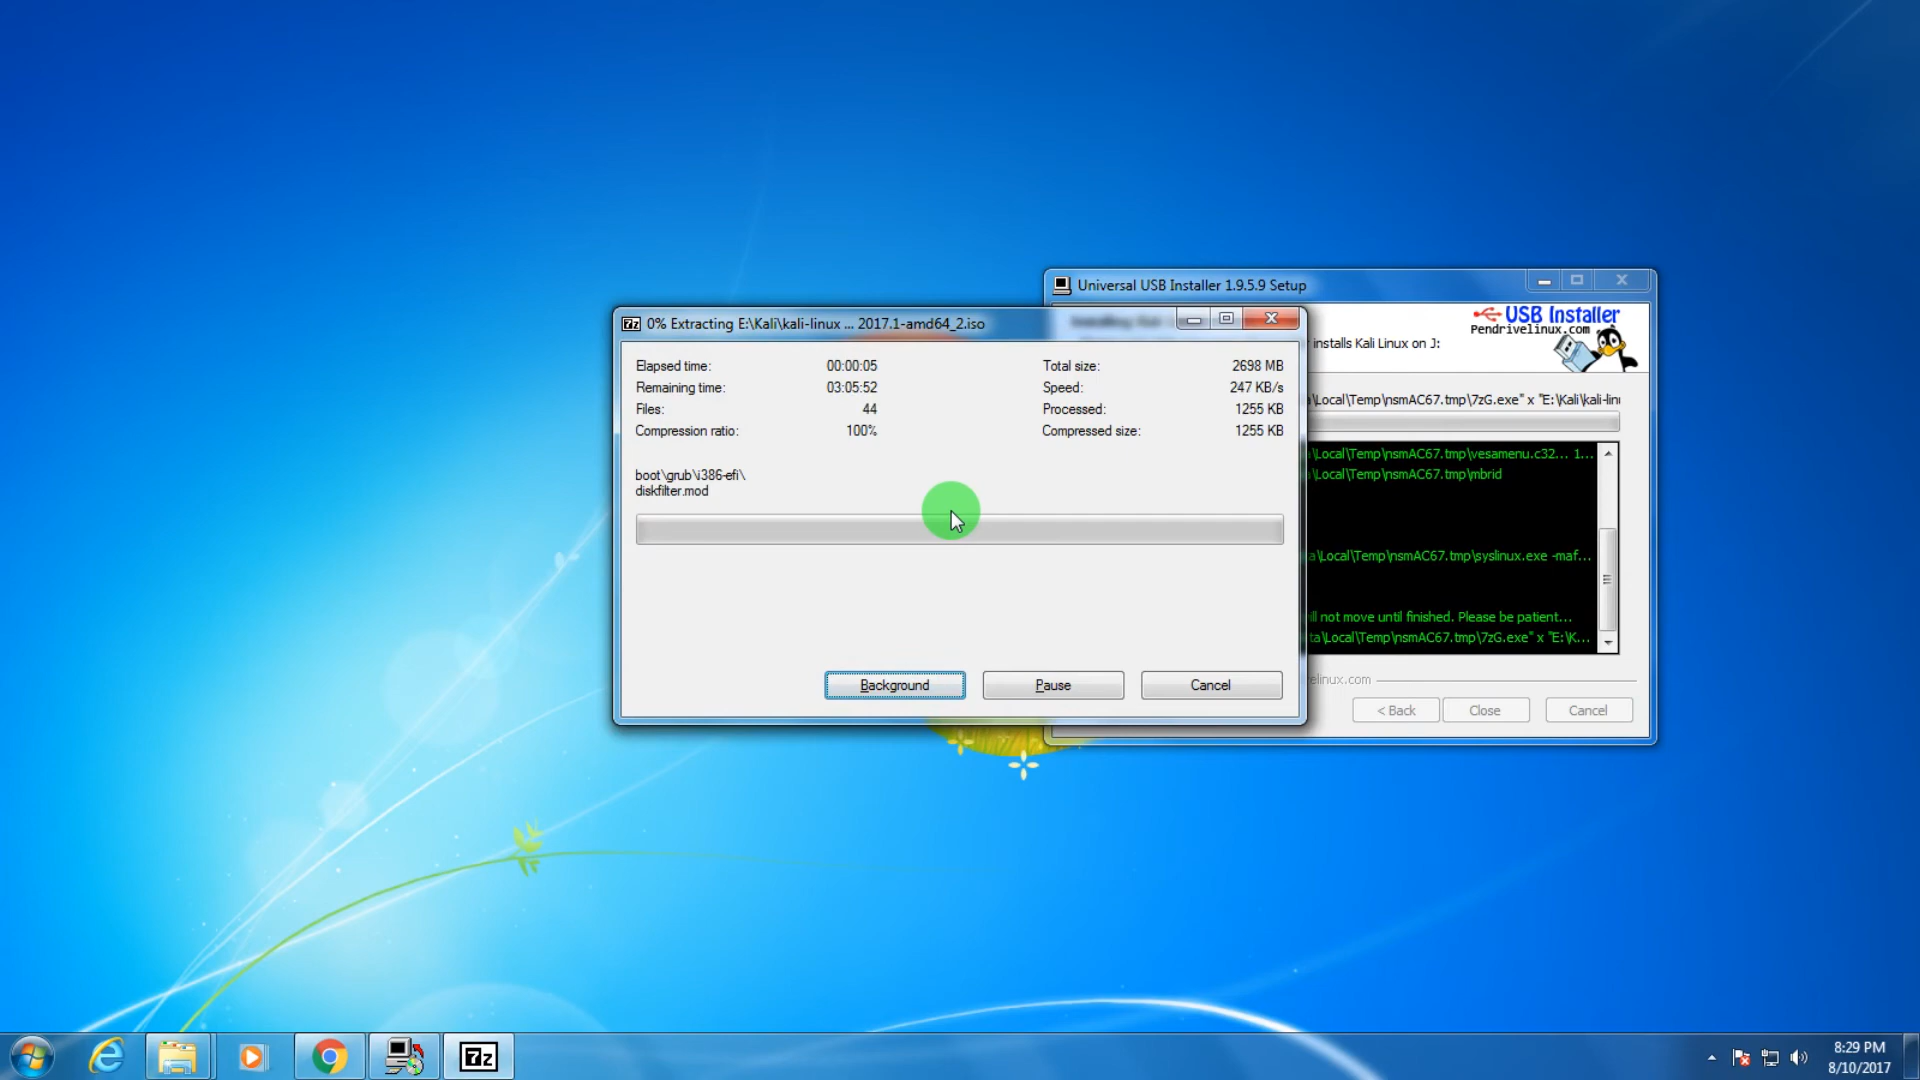 Universal USB Installer 1.9.5.9 Setup
USB Installer
Pendrivelinux.com
installs Kali Linux on J:
\Local\Temp\nsmAC67.tmp\7zG.exe" x "E:\Kali\kali-linu
\Local\Temp\nsmAC67.tmp\vesamenu.c32... 1...
\Local\Temp\nsmAC67.tmp\mbrid
a\Local\Temp\nsmAC67.tmp\syslinux.exe -maf...
ill not move until finished. Please be patient...
ta\Local\Temp\nsmAC67.tmp\7zG.exe" x "E:\K...
elinux.com
< Back
Close
Cancel
7z 0% Extracting E:\Kali\kali-linux ... 2017.1-amd64_2.iso
Elapsed time: 00:00:05 Total size: 2698 MB
Remaining time: 03:05:52 Speed: 247 KB/s
Files: 44 Processed: 1255 KB
Compression ratio: 100% Compressed size: 1255 KB
boot\grub\i386-efi\
diskfilter.mod
Background
Pause
Cancel
7z
8:29 PM
8/10/2017